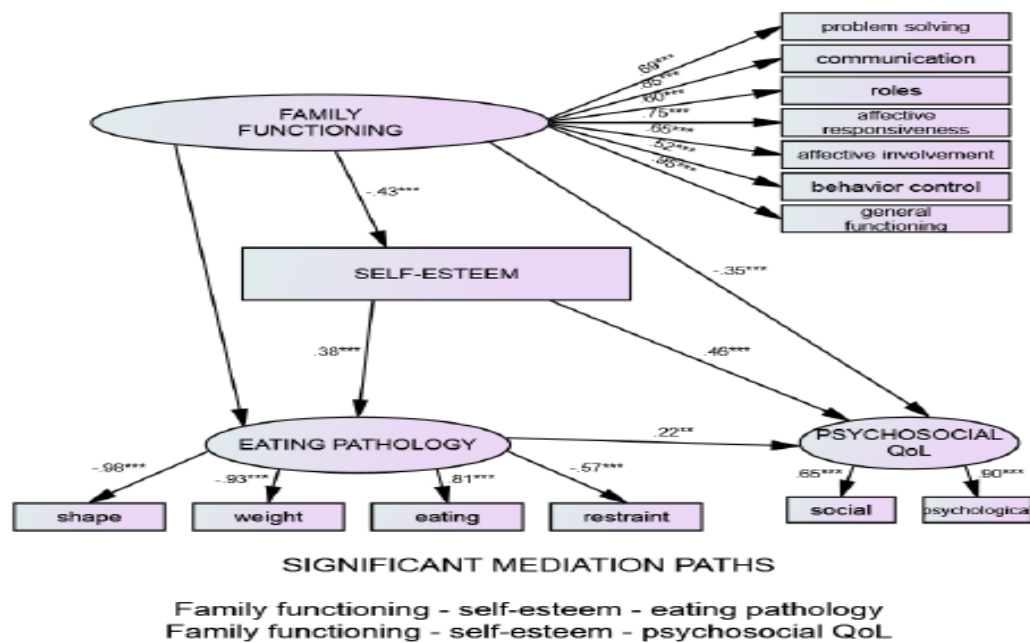 problem solving
communication
roles
affective
responsiveness
affective involvement
behavior control
general
functioning
FAMILY
FUNCTIONING
.69***
.85***
.60***
.75***
.65***
.52***
.95***
-.43***
SELF-ESTEEM
-.35***
.38***
.46***
EATING PATHOLOGY
.22**
PSYCHOSOCIAL
QoL
-.98***
-.93***
.81***
-.57***
.65***
.90***
shape
weight
eating
restraint
social
psychological
SIGNIFICANT MEDIATION PATHS
Family functioning - self-esteem - eating pathology
Family functioning - self-esteem - psychosocial QoL